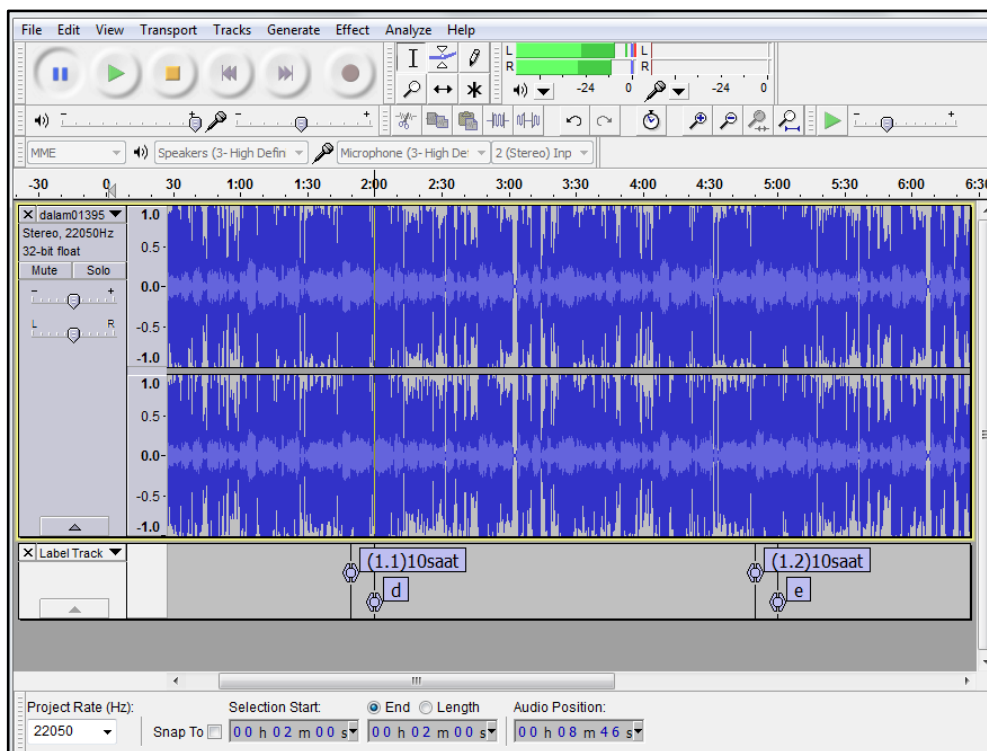 File Edit View Transport Tracks Generate Effect Analyze Help
L L
R R
-24 0 -24 0
- + - + - +
MME Speakers (3- High Defin Microphone (3- High De 2 (Stereo) Inp
-30 0 30 1:00 1:30 2:00 2:30 3:00 3:30 4:00 4:30 5:00 5:30 6:00 6:30
X dalam01395 1.0
Stereo, 22050Hz
32-bit float 0.5
Mute Solo
- + 0.0
L R -0.5
-1.0
1.0
0.5
0.0
-0.5
-1.0
X Label Track (1.1)10saat (1.2)10saat
d e
Project Rate (Hz): Selection Start: End Length Audio Position:
22050 Snap To 00 h 02 m 00 s 00 h 02 m 00 s 00 h 08 m 46 s